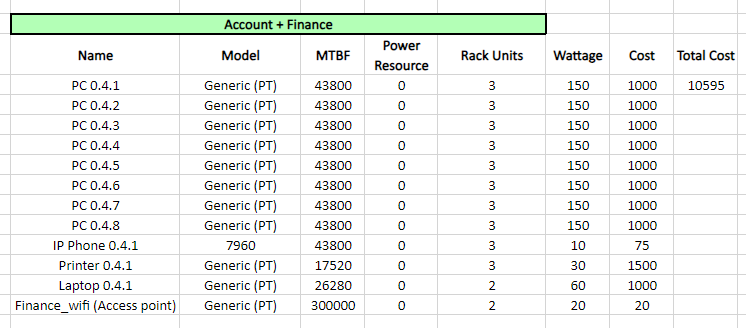 Account + Finance
Name Model MTBF Power Resource Rack Units Wattage Cost Total Cost
PC 0.4.1 Generic (PT) 43800 0 3 150 1000 10595
PC 0.4.2 Generic (PT) 43800 0 3 150 1000
PC 0.4.3 Generic (PT) 43800 0 3 150 1000
PC 0.4.4 Generic (PT) 43800 0 3 150 1000
PC 0.4.5 Generic (PT) 43800 0 3 150 1000
PC 0.4.6 Generic (PT) 43800 0 3 150 1000
PC 0.4.7 Generic (PT) 43800 0 3 150 1000
PC 0.4.8 Generic (PT) 43800 0 3 150 1000
IP Phone 0.4.1 7960 43800 0 3 10 75
Printer 0.4.1 Generic (PT) 17520 0 3 30 1500
Laptop 0.4.1 Generic (PT) 26280 0 2 60 1000
Finance_wifi (Access point) Generic (PT) 300000 0 2 20 20